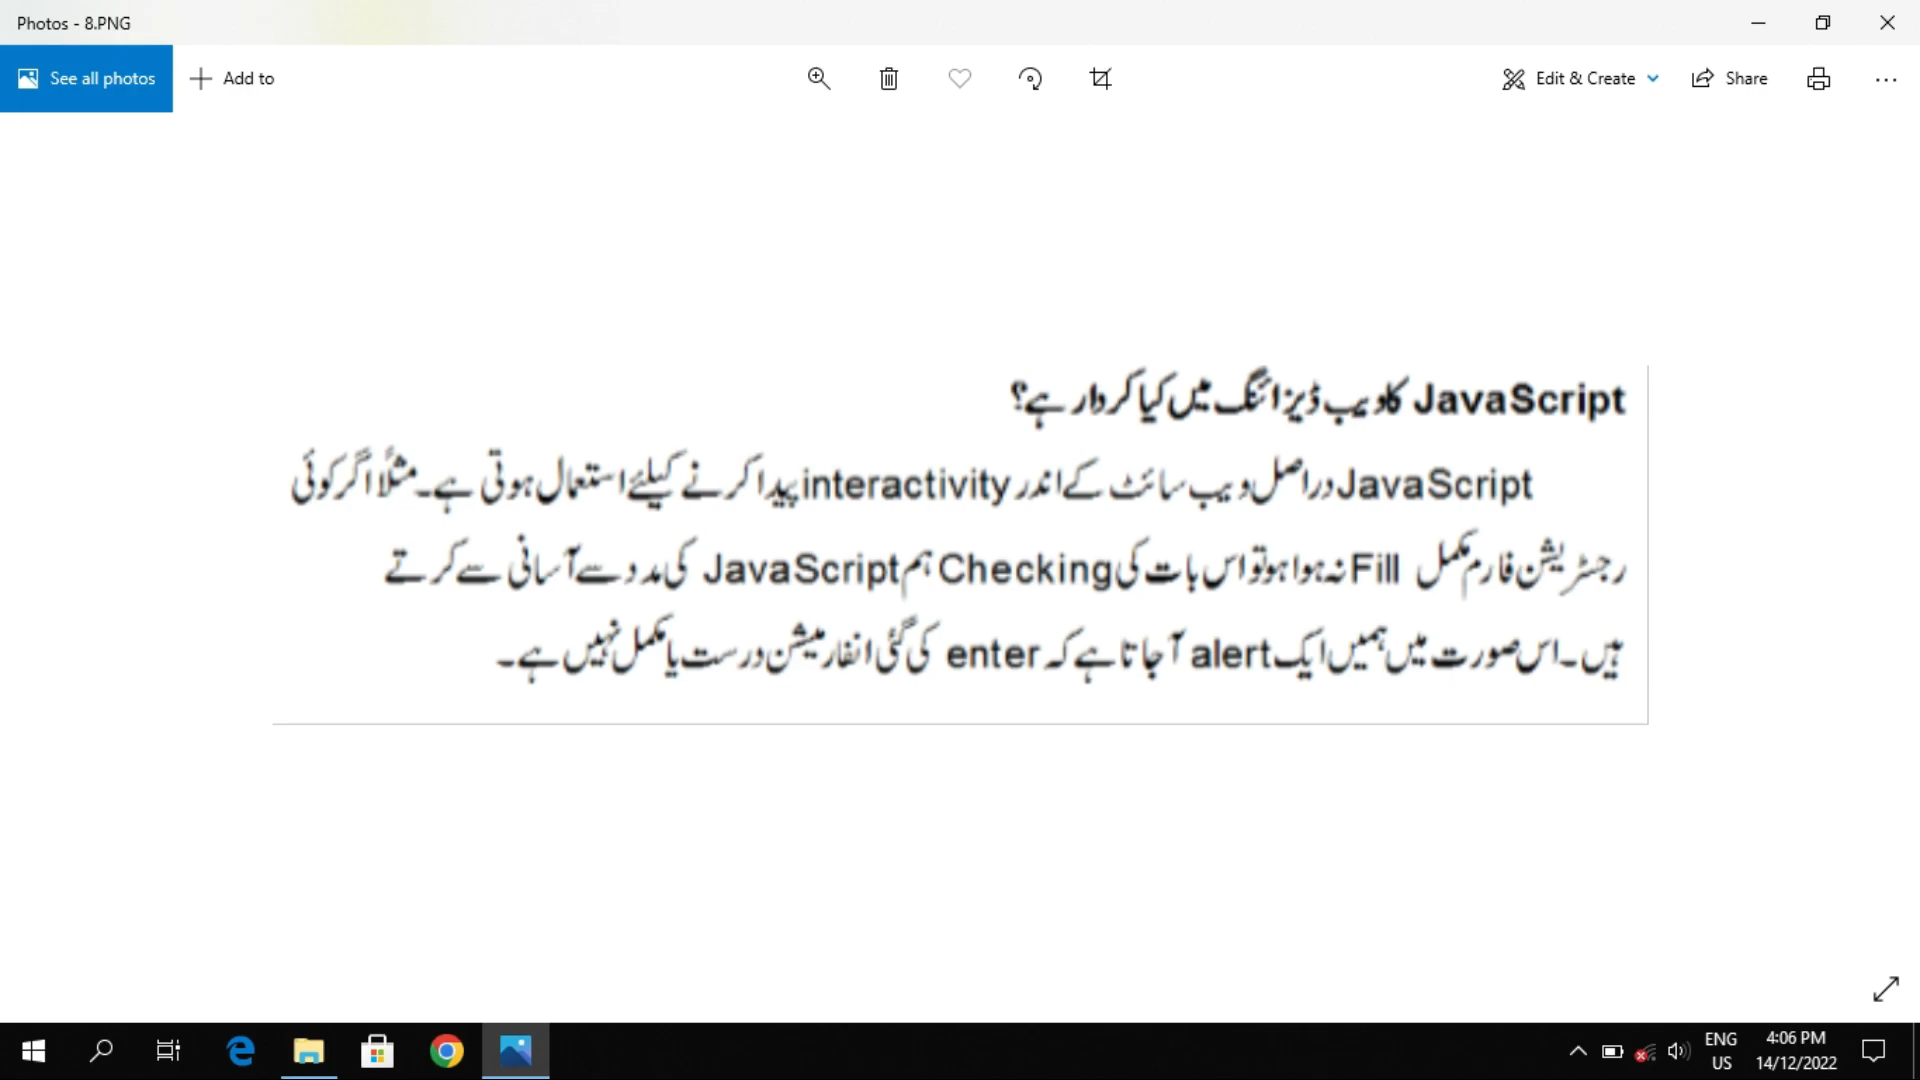 Photos - 8.PNG
See all photos
Add to
Edit & Create
Share
JavaScript کا ویب ڈیزائنگ میں کیا کردار ہے؟
JavaScript دراصل ویب سائٹ کے اندر interactivity پیدا کرنے کیلئے استعمال ہوتی ہے۔ مثلاً اگر کوئی
رجسٹریشن فارم مکمل Fill نہ ہوا ہو تو اس بات کی Checking ہم JavaScript کی مدد سے آسانی سے کرتے
ہیں۔ اس صورت میں ہمیں ایک alert آ جاتا ہے کہ enter کی گئی انفارمیشن درست یا مکمل نہیں ہے۔
ENG
US
4:06 PM
14/12/2022